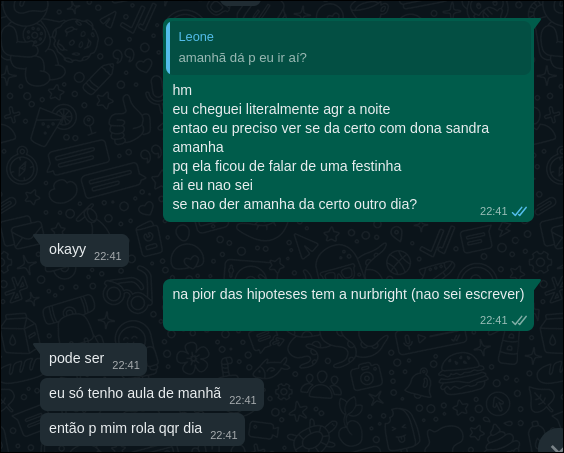 Leone
amanhã dá p eu ir aí?
hm
eu cheguei literalmente agr a noite
entao eu preciso ver se da certo com dona sandra
amanha
pq ela ficou de falar de uma festinha
ai eu nao sei
se nao der amanha da certo outro dia?
22:41
okayy 22:41
na pior das hipoteses tem a nurbright (nao sei escrever)
22:41
pode ser 22:41
eu só tenho aula de manhã 22:41
então p mim rola qqr dia 22:41